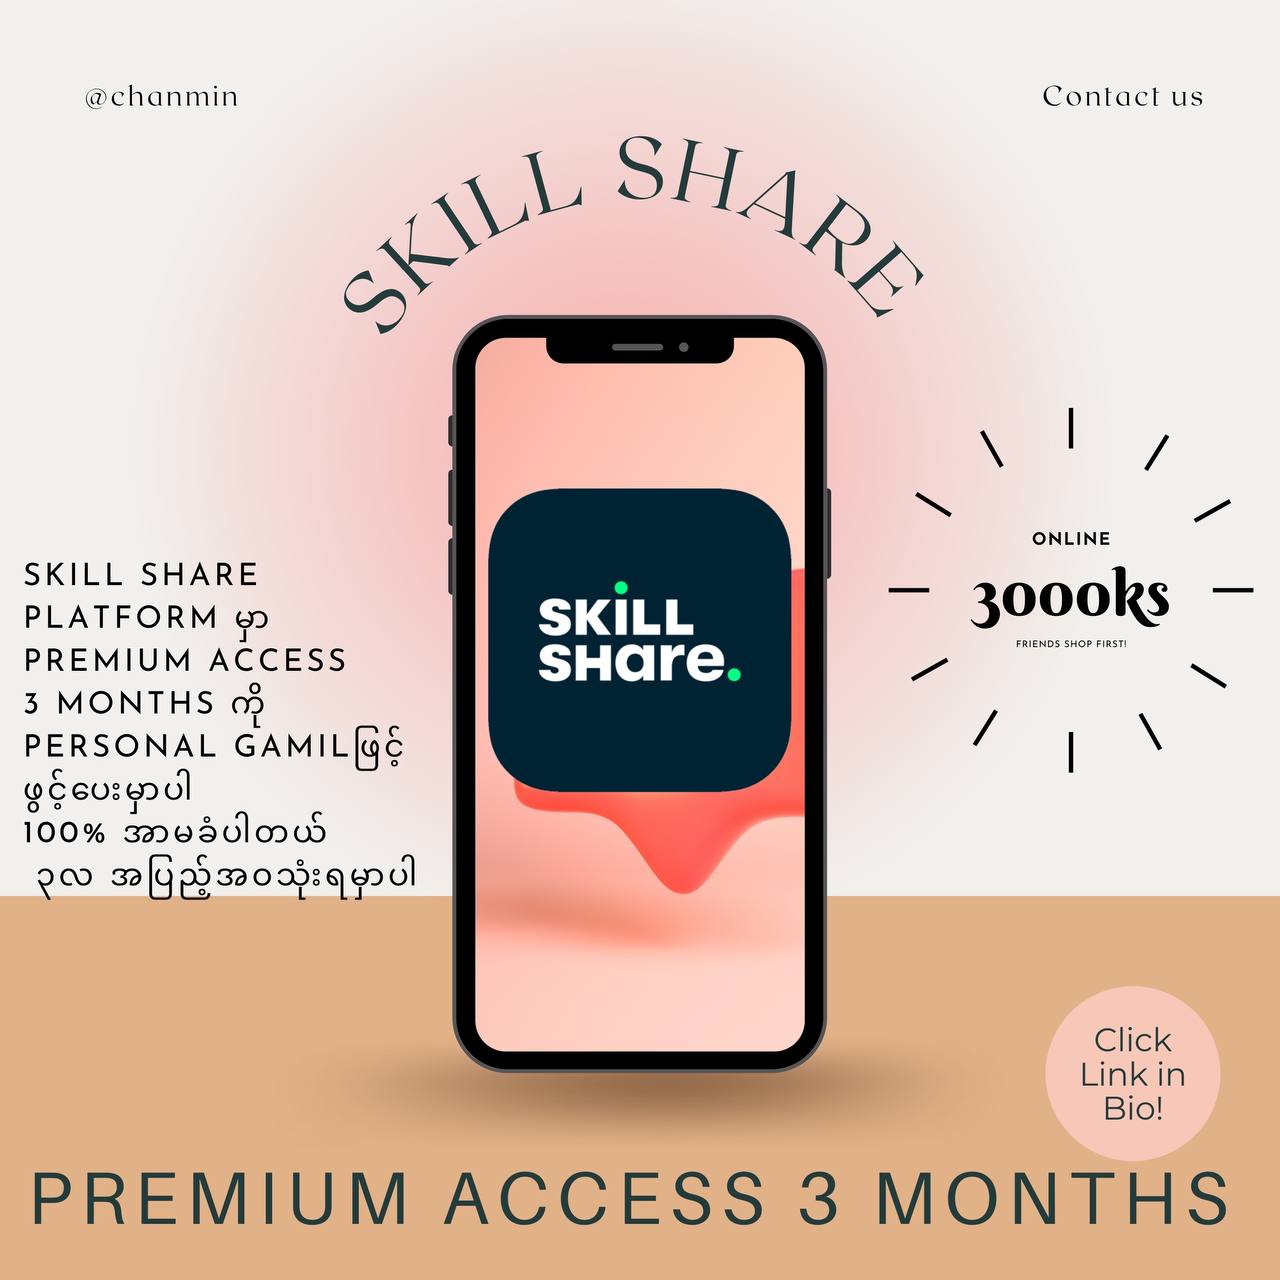 @chanmin
Contact us
SKILL SHARE
SKILL
SHare.
ONLINE
3000ks
FRIENDS SHOP FIRST!
SKILL SHARE
PLATFORM မှာ
PREMIUM ACCESS
3 MONTHS ကို
PERSONAL GAMILဖြင့်
ဖွင့်ပေးမှာပါ
100% အာမခံပါတယ်
၃လ အပြည့်အဝသုံးရမှာပါ
Click
Link in
Bio!
PREMIUM ACCESS 3 MONTHS